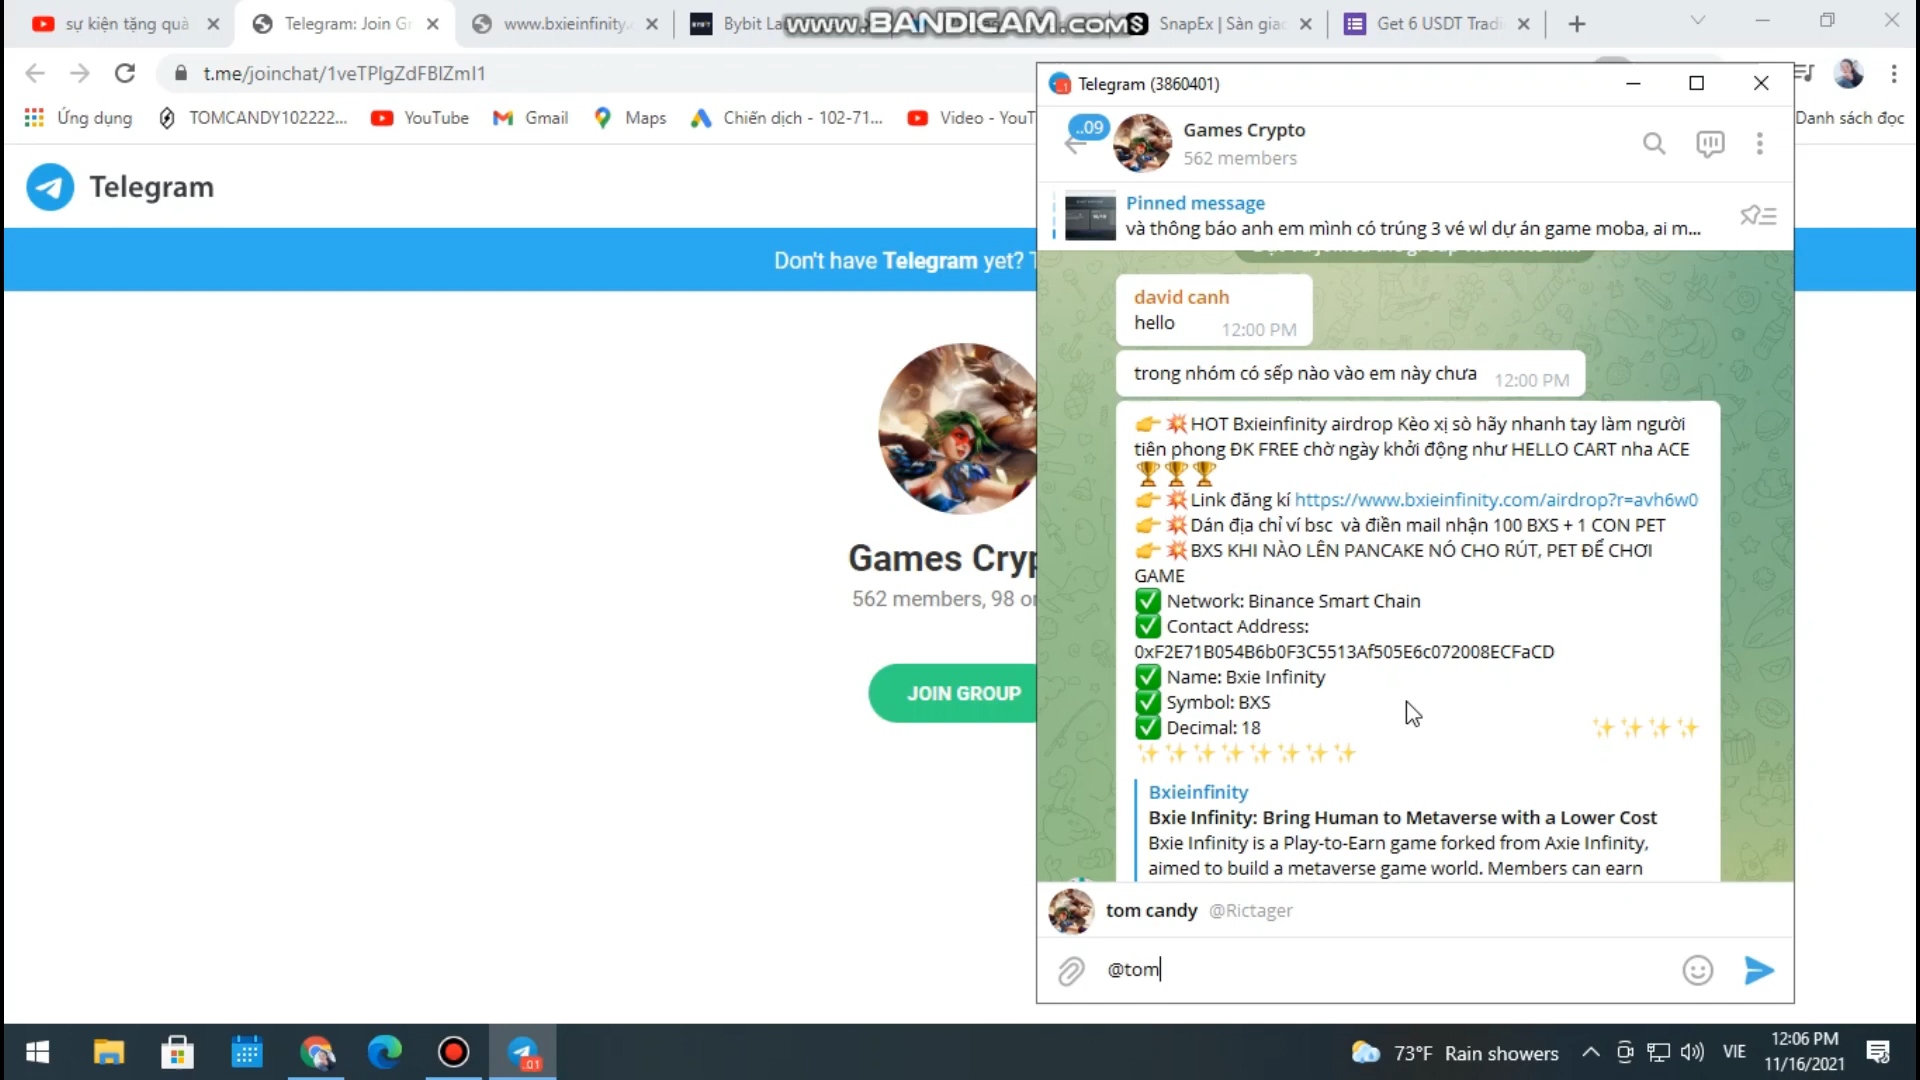 sự kiện tặng quà
Telegram: Join Gr
www.bxieinfinity.
Bybit La
www.BANDICAM.com
SnapEx | Sàn giao
Get 6 USDT Tradi
t.me/joinchat/1veTPIgZdFBlZmI1
Ứng dụng
TOMCANDY102222...
YouTube
Gmail
Maps
Chiến dịch - 102-71...
Video - YouT
Danh sách đọc
Telegram
Don't have Telegram yet? T
Games Cryp
562 members, 98 on
JOIN GROUP
Telegram (3860401)
..09
Games Crypto
562 members
Pinned message
và thông báo anh em mình có trúng 3 vé wl dự án game moba, ai m...
david canh
hello
12:00 PM
trong nhóm có sếp nào vào em này chưa
12:00 PM
👉 💥HOT Bxieinfinity airdrop Kèo xị sò hãy nhanh tay làm người
tiên phong ĐK FREE chờ ngày khởi động như HELLO CART nha ACE
🏆 🏆 🏆
👉 💥Link đăng kí https://www.bxieinfinity.com/airdrop?r=avh6w0
👉 💥Dán địa chỉ ví bsc và điền mail nhận 100 BXS + 1 CON PET
👉 💥BXS KHI NÀO LÊN PANCAKE NÓ CHO RÚT, PET ĐỂ CHƠI
GAME
✅ Network: Binance Smart Chain
✅ Contact Address:
0xF2E71B054B6b0F3C5513Af505E6c072008ECFaCD
✅ Name: Bxie Infinity
✅ Symbol: BXS
✅ Decimal: 18 ✨✨✨✨
✨✨✨✨✨✨✨✨
Bxieinfinity
Bxie Infinity: Bring Human to Metaverse with a Lower Cost
Bxie Infinity is a Play-to-Earn game forked from Axie Infinity,
aimed to build a metaverse game world. Members can earn
tom candy @Rictager
@tom
01
73°F Rain showers
VIE
12:06 PM
11/16/2021